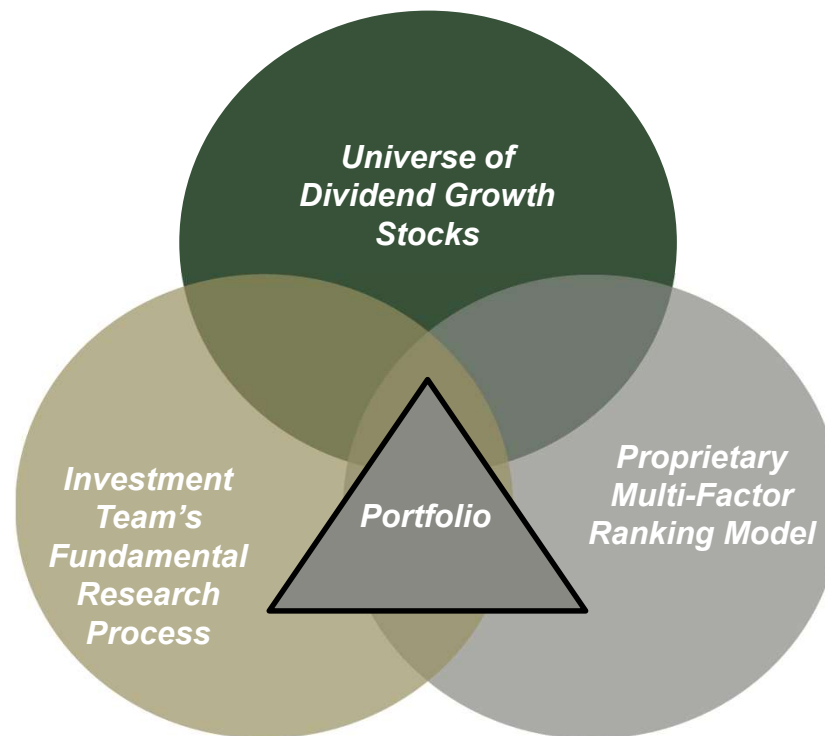 Universe of
Dividend Growth
Stocks
Investment
Team’s
Fundamental
Research
Process
Portfolio
Proprietary
Multi-Factor
Ranking Model